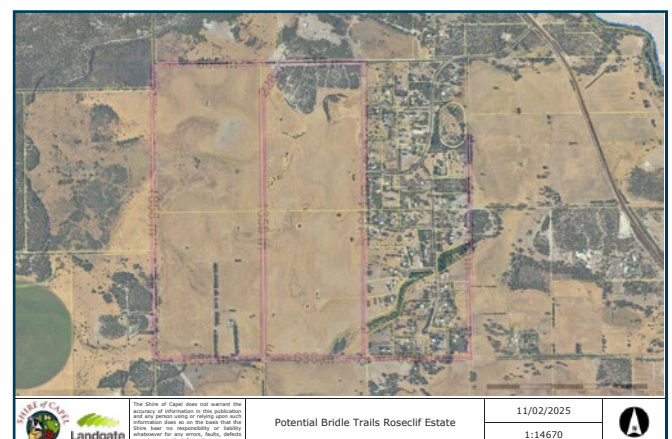 SHIRE of CAPEL
Landgate
The Shire of Capel does not warrant the
accuracy of information in this publication
and any person using or relying upon such
information does so on the basis that the
Shire bear no responsibility or liability
whatsoever for any errors, faults, defects
Potential Bridle Trails Roseclif Estate
11/02/2025
1:14670